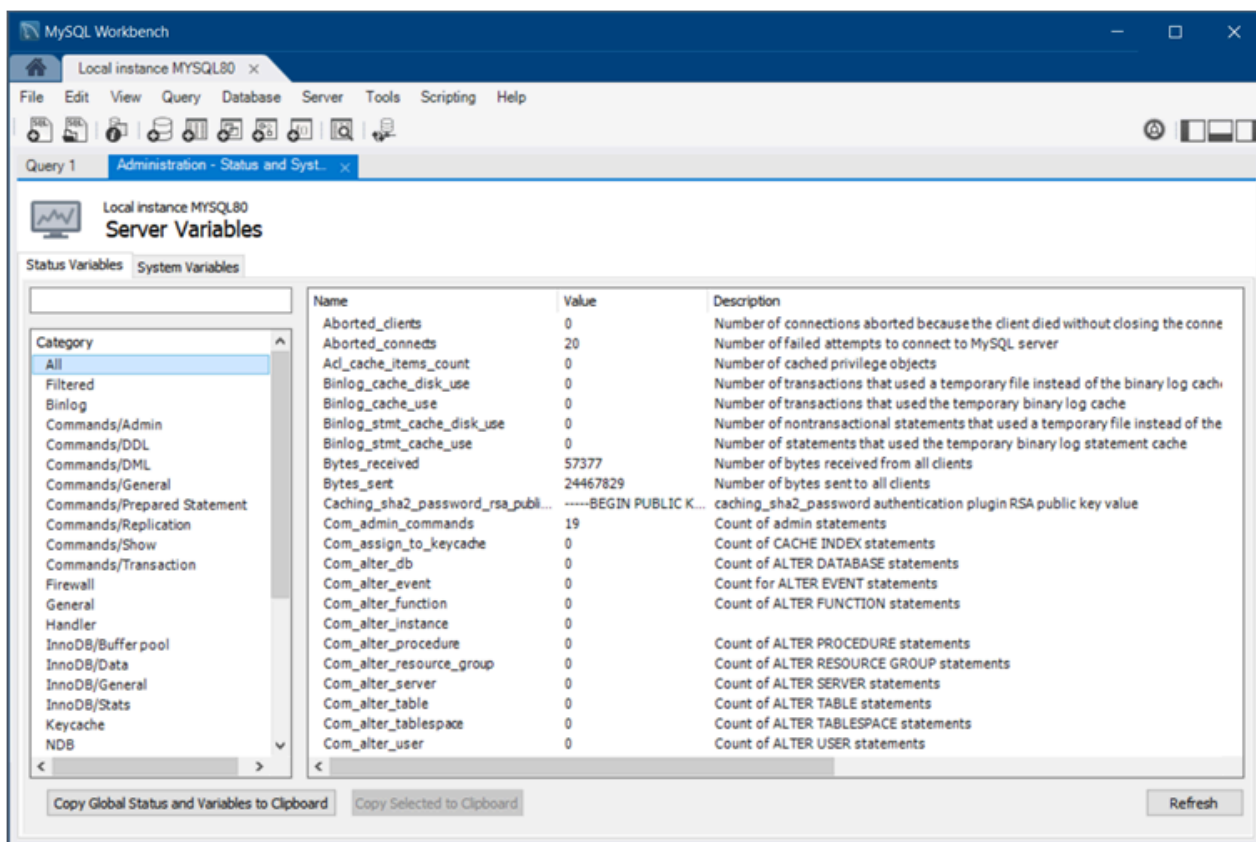 MySQL Workbench
Local instance MYSQL80
File Edit View Query Database Server Tools Scripting Help
Query 1 Administration - Status and Syst..
Local instance MYSQL80
Server Variables
Status Variables System Variables
Category
All
Filtered
Binlog
Commands/Admin
Commands/DDL
Commands/DML
Commands/General
Commands/Prepared Statement
Commands/Replication
Commands/Show
Commands/Transaction
Firewall
General
Handler
InnoDB/Buffer pool
InnoDB/Data
InnoDB/General
InnoDB/Stats
Keycache
NDB
Name Value Description
Aborted_clients 0 Number of connections aborted because the client died without closing the conne
Aborted_connects 20 Number of failed attempts to connect to MySQL server
Acl_cache_items_count 0 Number of cached privilege objects
Binlog_cache_disk_use 0 Number of transactions that used a temporary file instead of the binary log cach
Binlog_cache_use 0 Number of transactions that used the temporary binary log cache
Binlog_stmt_cache_disk_use 0 Number of nontransactional statements that used a temporary file instead of the
Binlog_stmt_cache_use 0 Number of statements that used the temporary binary log statement cache
Bytes_received 57377 Number of bytes received from all clients
Bytes_sent 24467829 Number of bytes sent to all clients
Caching_sha2_password_rsa_publi... -----BEGIN PUBLIC K... caching_sha2_password authentication plugin RSA public key value
Com_admin_commands 19 Count of admin statements
Com_assign_to_keycache 0 Count of CACHE INDEX statements
Com_alter_db 0 Count of ALTER DATABASE statements
Com_alter_event 0 Count for ALTER EVENT statements
Com_alter_function 0 Count of ALTER FUNCTION statements
Com_alter_instance 0
Com_alter_procedure 0 Count of ALTER PROCEDURE statements
Com_alter_resource_group 0 Count of ALTER RESOURCE GROUP statements
Com_alter_server 0 Count of ALTER SERVER statements
Com_alter_table 0 Count of ALTER TABLE statements
Com_alter_tablespace 0 Count of ALTER TABLESPACE statements
Com_alter_user 0 Count of ALTER USER statements
Copy Global Status and Variables to Clipboard Copy Selected to Clipboard Refresh